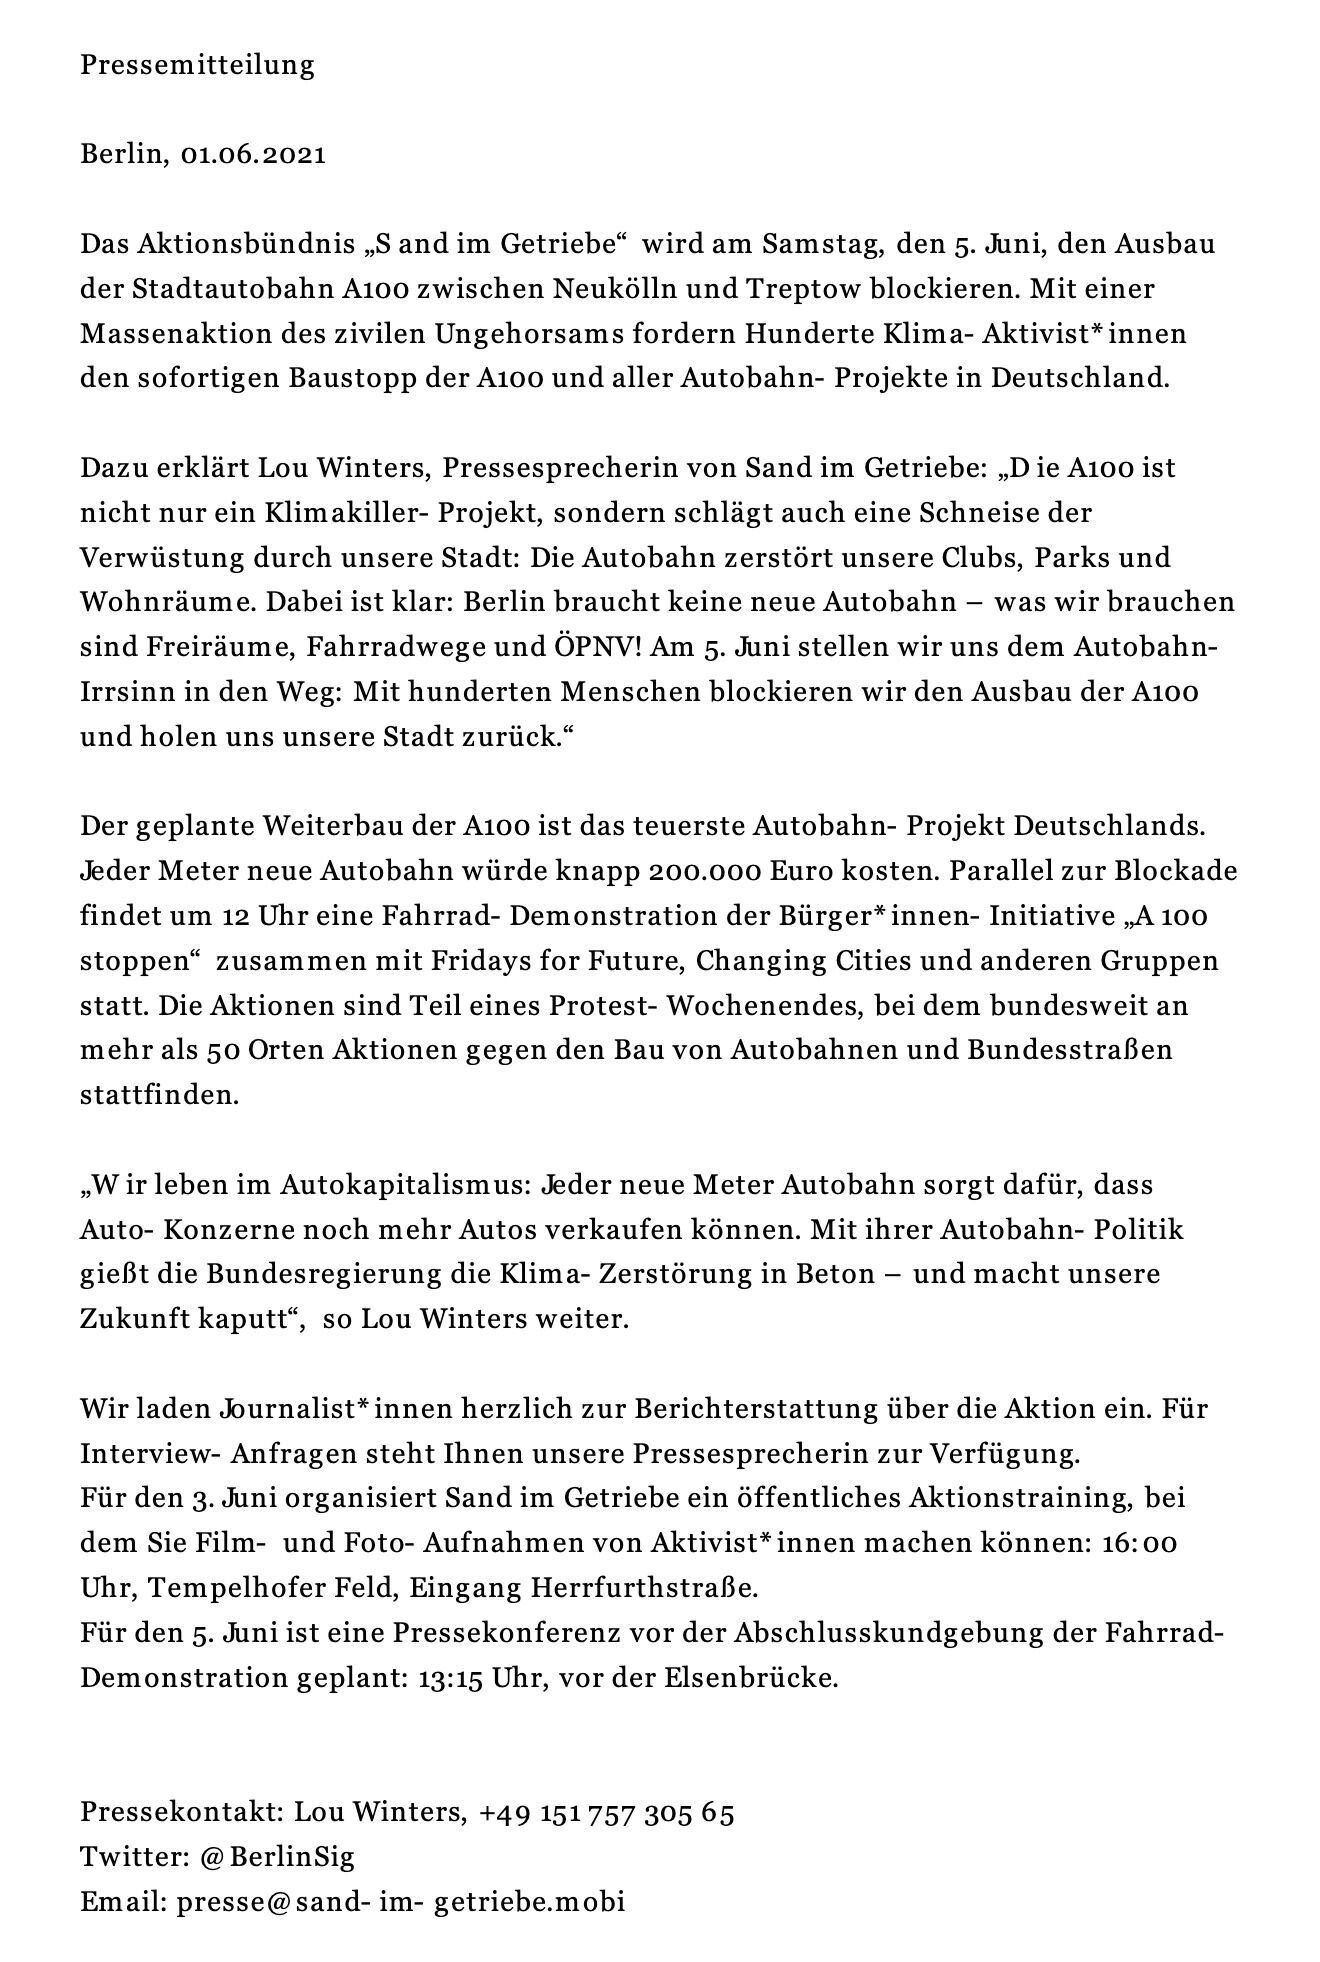 Pressemitteilung
Berlin, 01.06.2021
Das Aktionsbündnis „Sand im Getriebe“ wird am Samstag, den 5. Juni, den Ausbau
der Stadtautobahn A100 zwischen Neukölln und Treptow blockieren. Mit einer
Massenaktion des zivilen Ungehorsams fordern Hunderte Klima-Aktivist*innen
den sofortigen Baustopp der A100 und aller Autobahn-Projekte in Deutschland.
Dazu erklärt Lou Winters, Pressesprecherin von Sand im Getriebe: „Die A100 ist
nicht nur ein Klimakiller-Projekt, sondern schlägt auch eine Schneise der
Verwüstung durch unsere Stadt: Die Autobahn zerstört unsere Clubs, Parks und
Wohnräume. Dabei ist klar: Berlin braucht keine neue Autobahn – was wir brauchen
sind Freiräume, Fahrradwege und ÖPNV! Am 5. Juni stellen wir uns dem Autobahn-
Irrsinn in den Weg: Mit hunderten Menschen blockieren wir den Ausbau der A100
und holen uns unsere Stadt zurück.“
Der geplante Weiterbau der A100 ist das teuerste Autobahn-Projekt Deutschlands.
Jeder Meter neue Autobahn würde knapp 200.000 Euro kosten. Parallel zur Blockade
findet um 12 Uhr eine Fahrrad-Demonstration der Bürger*innen-Initiative „A100
stoppen“ zusammen mit Fridays for Future, Changing Cities und anderen Gruppen
statt. Die Aktionen sind Teil eines Protest-Wochenendes, bei dem bundesweit an
mehr als 50 Orten Aktionen gegen den Bau von Autobahnen und Bundesstraßen
stattfinden.
„Wir leben im Autokapitalismus: Jeder neue Meter Autobahn sorgt dafür, dass
Auto-Konzerne noch mehr Autos verkaufen können. Mit ihrer Autobahn-Politik
gießt die Bundesregierung die Klima-Zerstörung in Beton – und macht unsere
Zukunft kaputt“, so Lou Winters weiter.
Wir laden Journalist*innen herzlich zur Berichterstattung über die Aktion ein. Für
Interview-Anfragen steht Ihnen unsere Pressesprecherin zur Verfügung.
Für den 3. Juni organisiert Sand im Getriebe ein öffentliches Aktionstraining, bei
dem Sie Film- und Foto-Aufnahmen von Aktivist*innen machen können: 16:00
Uhr, Tempelhofer Feld, Eingang Herrfurthstraße.
Für den 5. Juni ist eine Pressekonferenz vor der Abschlusskundgebung der Fahrrad-
Demonstration geplant: 13:15 Uhr, vor der Elsenbrücke.
Pressekontakt: Lou Winters, +49 151 757 305 65
Twitter: @BerlinSig
Email: presse@sand-im-getriebe.mobi